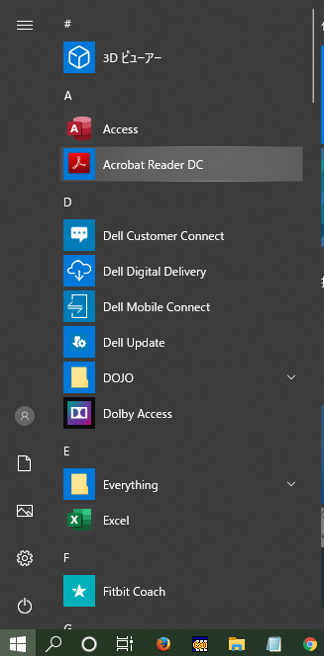 #
3D ビューアー
A
Access
Acrobat Reader DC
D
Dell Customer Connect
Dell Digital Delivery
Dell Mobile Connect
Dell Update
DOJO
Dolby Access
E
Everything
Excel
F
Fitbit Coach